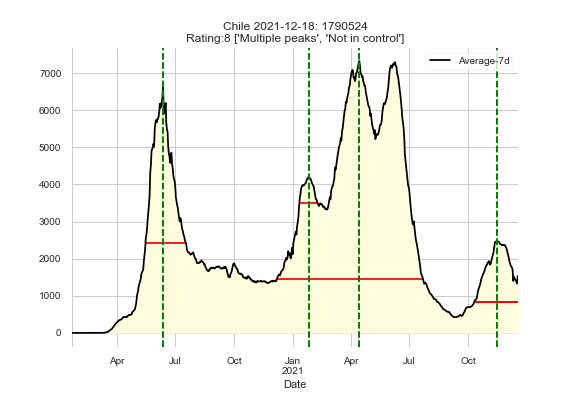 Chile 2021-12-18: 1790524
Rating:8 ['Multiple peaks', 'Not in control']
Average-7d
7000
6000
5000
4000
3000
2000
1000
0
Apr Jul Oct Jan Apr Jul Oct
2021
Date